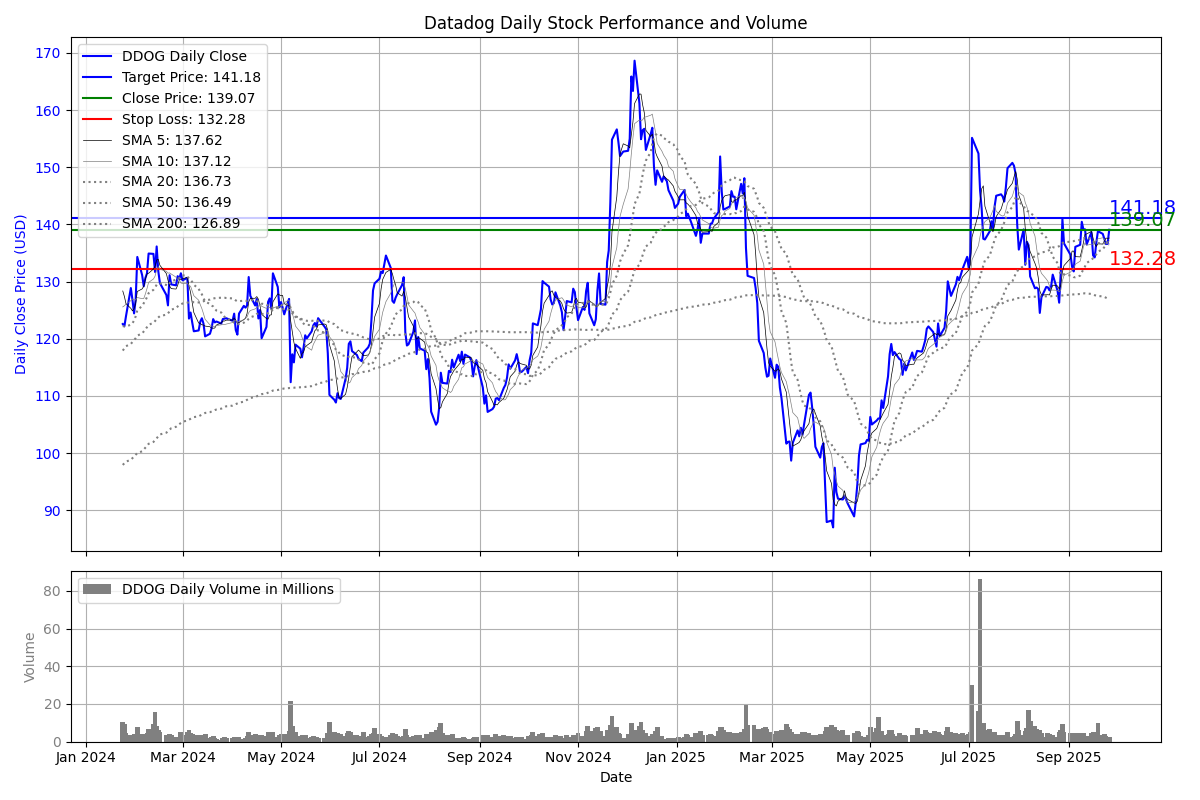 Datadog Daily Stock Performance and Volume
Daily Close Price (USD)
170
160
150
140
130
120
110
100
90
DDOG Daily Close
Target Price: 141.18
Close Price: 139.07
Stop Loss: 132.28
SMA 5: 137.62
SMA 10: 137.12
SMA 20: 136.73
SMA 50: 136.49
SMA 200: 126.89
141.18
139.07
132.28
Volume
80
60
40
20
0
DDOG Daily Volume in Millions
Jan 2024 Mar 2024 May 2024 Jul 2024 Sep 2024 Nov 2024 Jan 2025 Mar 2025 May 2025 Jul 2025 Sep 2025
Date